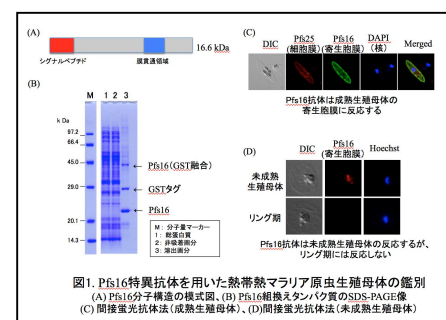 (A)
16.6 kDa
シグナルペプチド
膜貫通領域
(B)
k Da
M 1 2 3
97.2
66.4
45.0
29.0
20.1
14.3
Pfs16(GST融合)
GSTタグ
Pfs16
M : 分子量マーカー
1 : 総蛋白質
2 : 非吸着画分
3 : 溶出画分
(C)
DIC
Pfs25
(細胞膜)
Pfs16
(寄生胞膜)
DAPI
(核)
Merged
Pfs16抗体は成熟生殖母体の
寄生胞膜に反応する
(D)
DIC
Pfs16
(寄生胞膜)
Hoechst
未成熟
生殖母体
リング期
Pfs16抗体は未成熟生殖母体の反応するが、
リング期には反応しない
図1. Pfs16特異抗体を用いた熱帯熱マラリア原虫生殖母体の鑑別
(A) Pfs16分子構造の模式図、(B) Pfs16組換えタンパク質のSDS-PAGE像
(C) 間接蛍光抗体法(成熟生殖母体)、(D)間接蛍光抗体法(未成熟生殖母体)